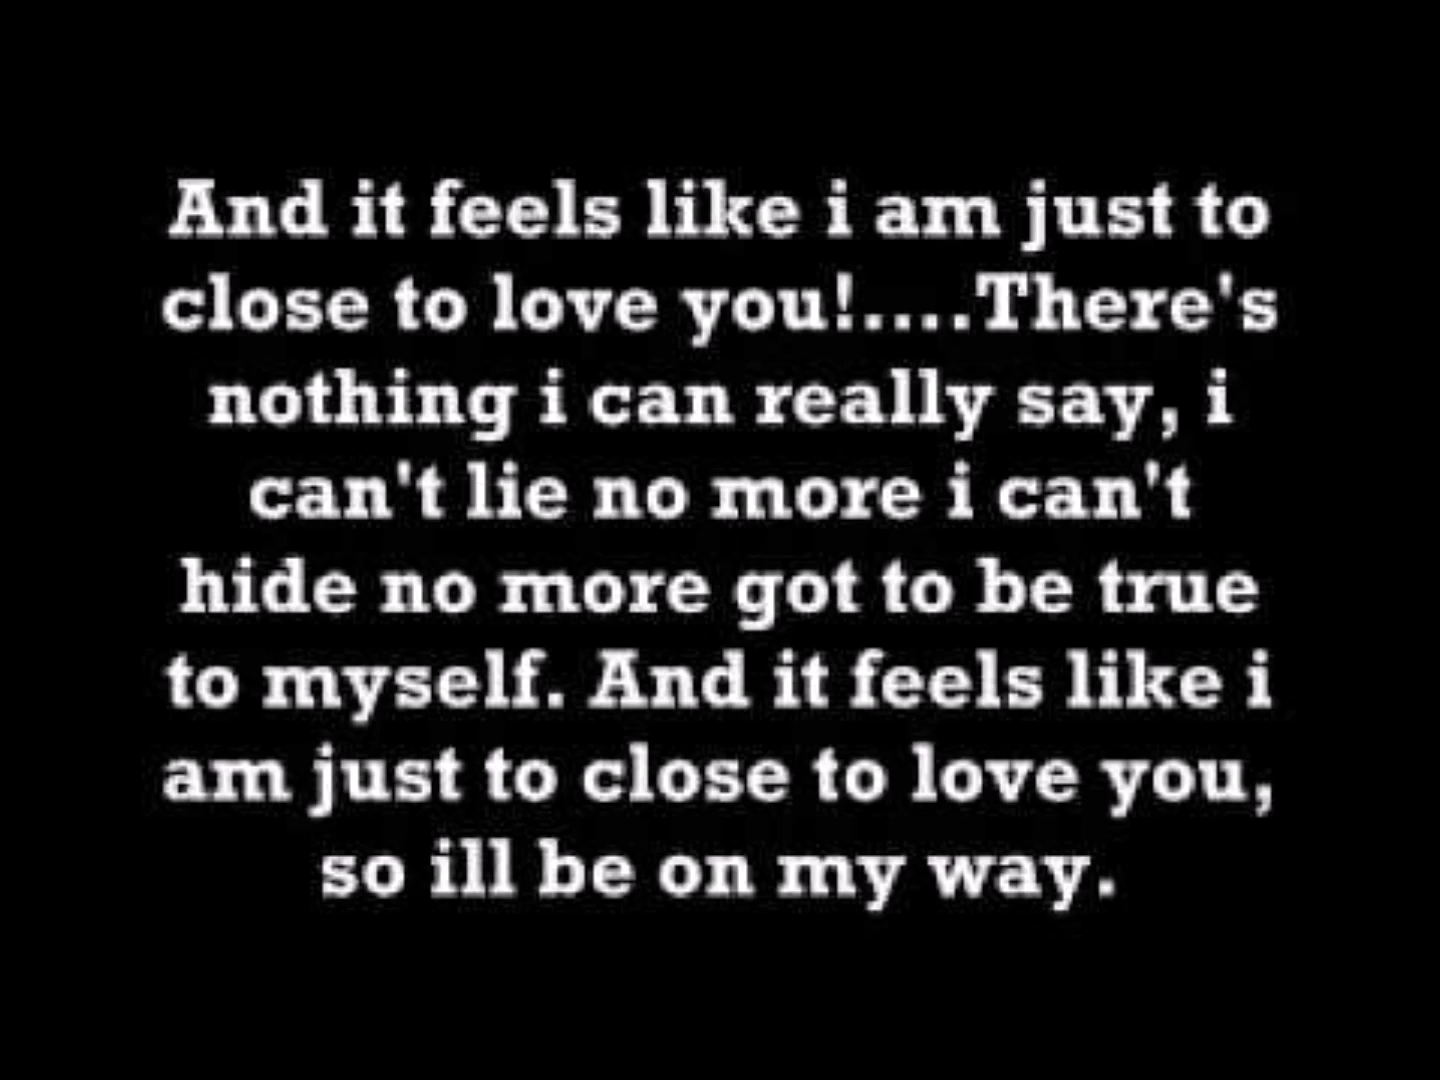 And it feels like i am just to
close to love you!....There's
nothing i can really say, i
can't lie no more i can't
hide no more got to be true
to myself. And it feels like i
am just to close to love you,
so ill be on my way.